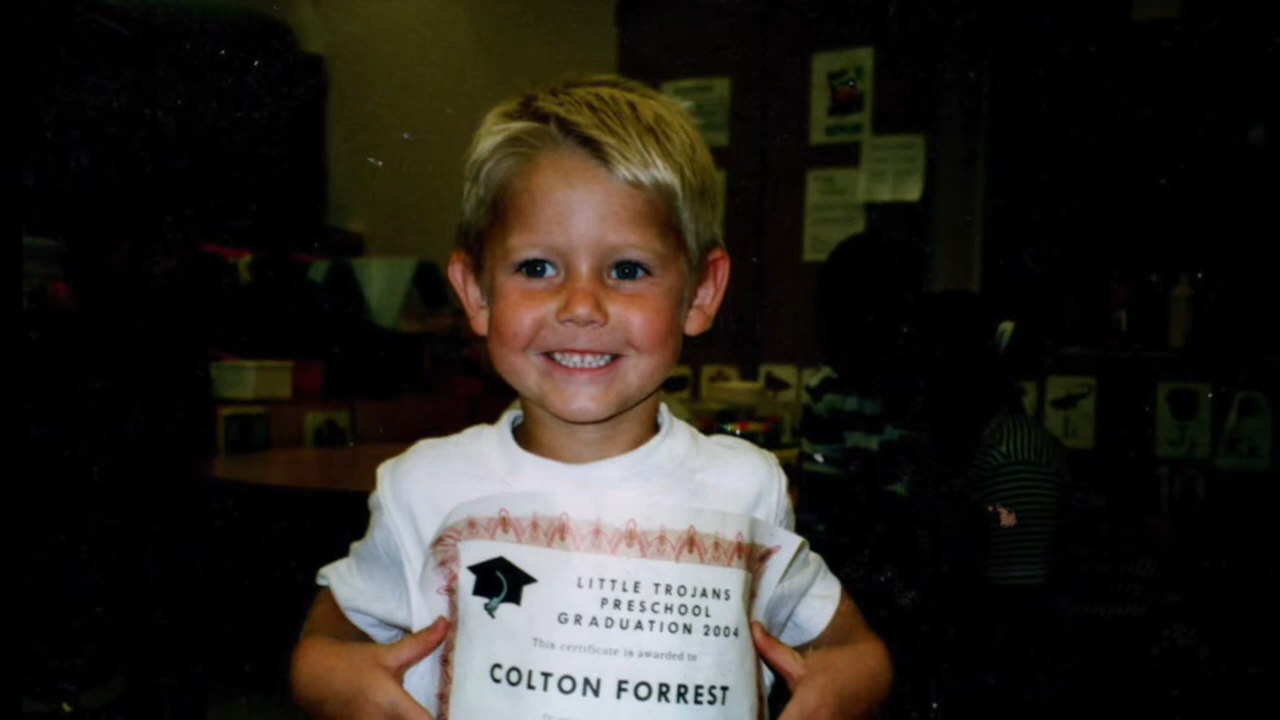 LITTLE TROJANS
PRESCHOOL
GRADUATION 2004
This certificate is awarded to
COLTON FORREST